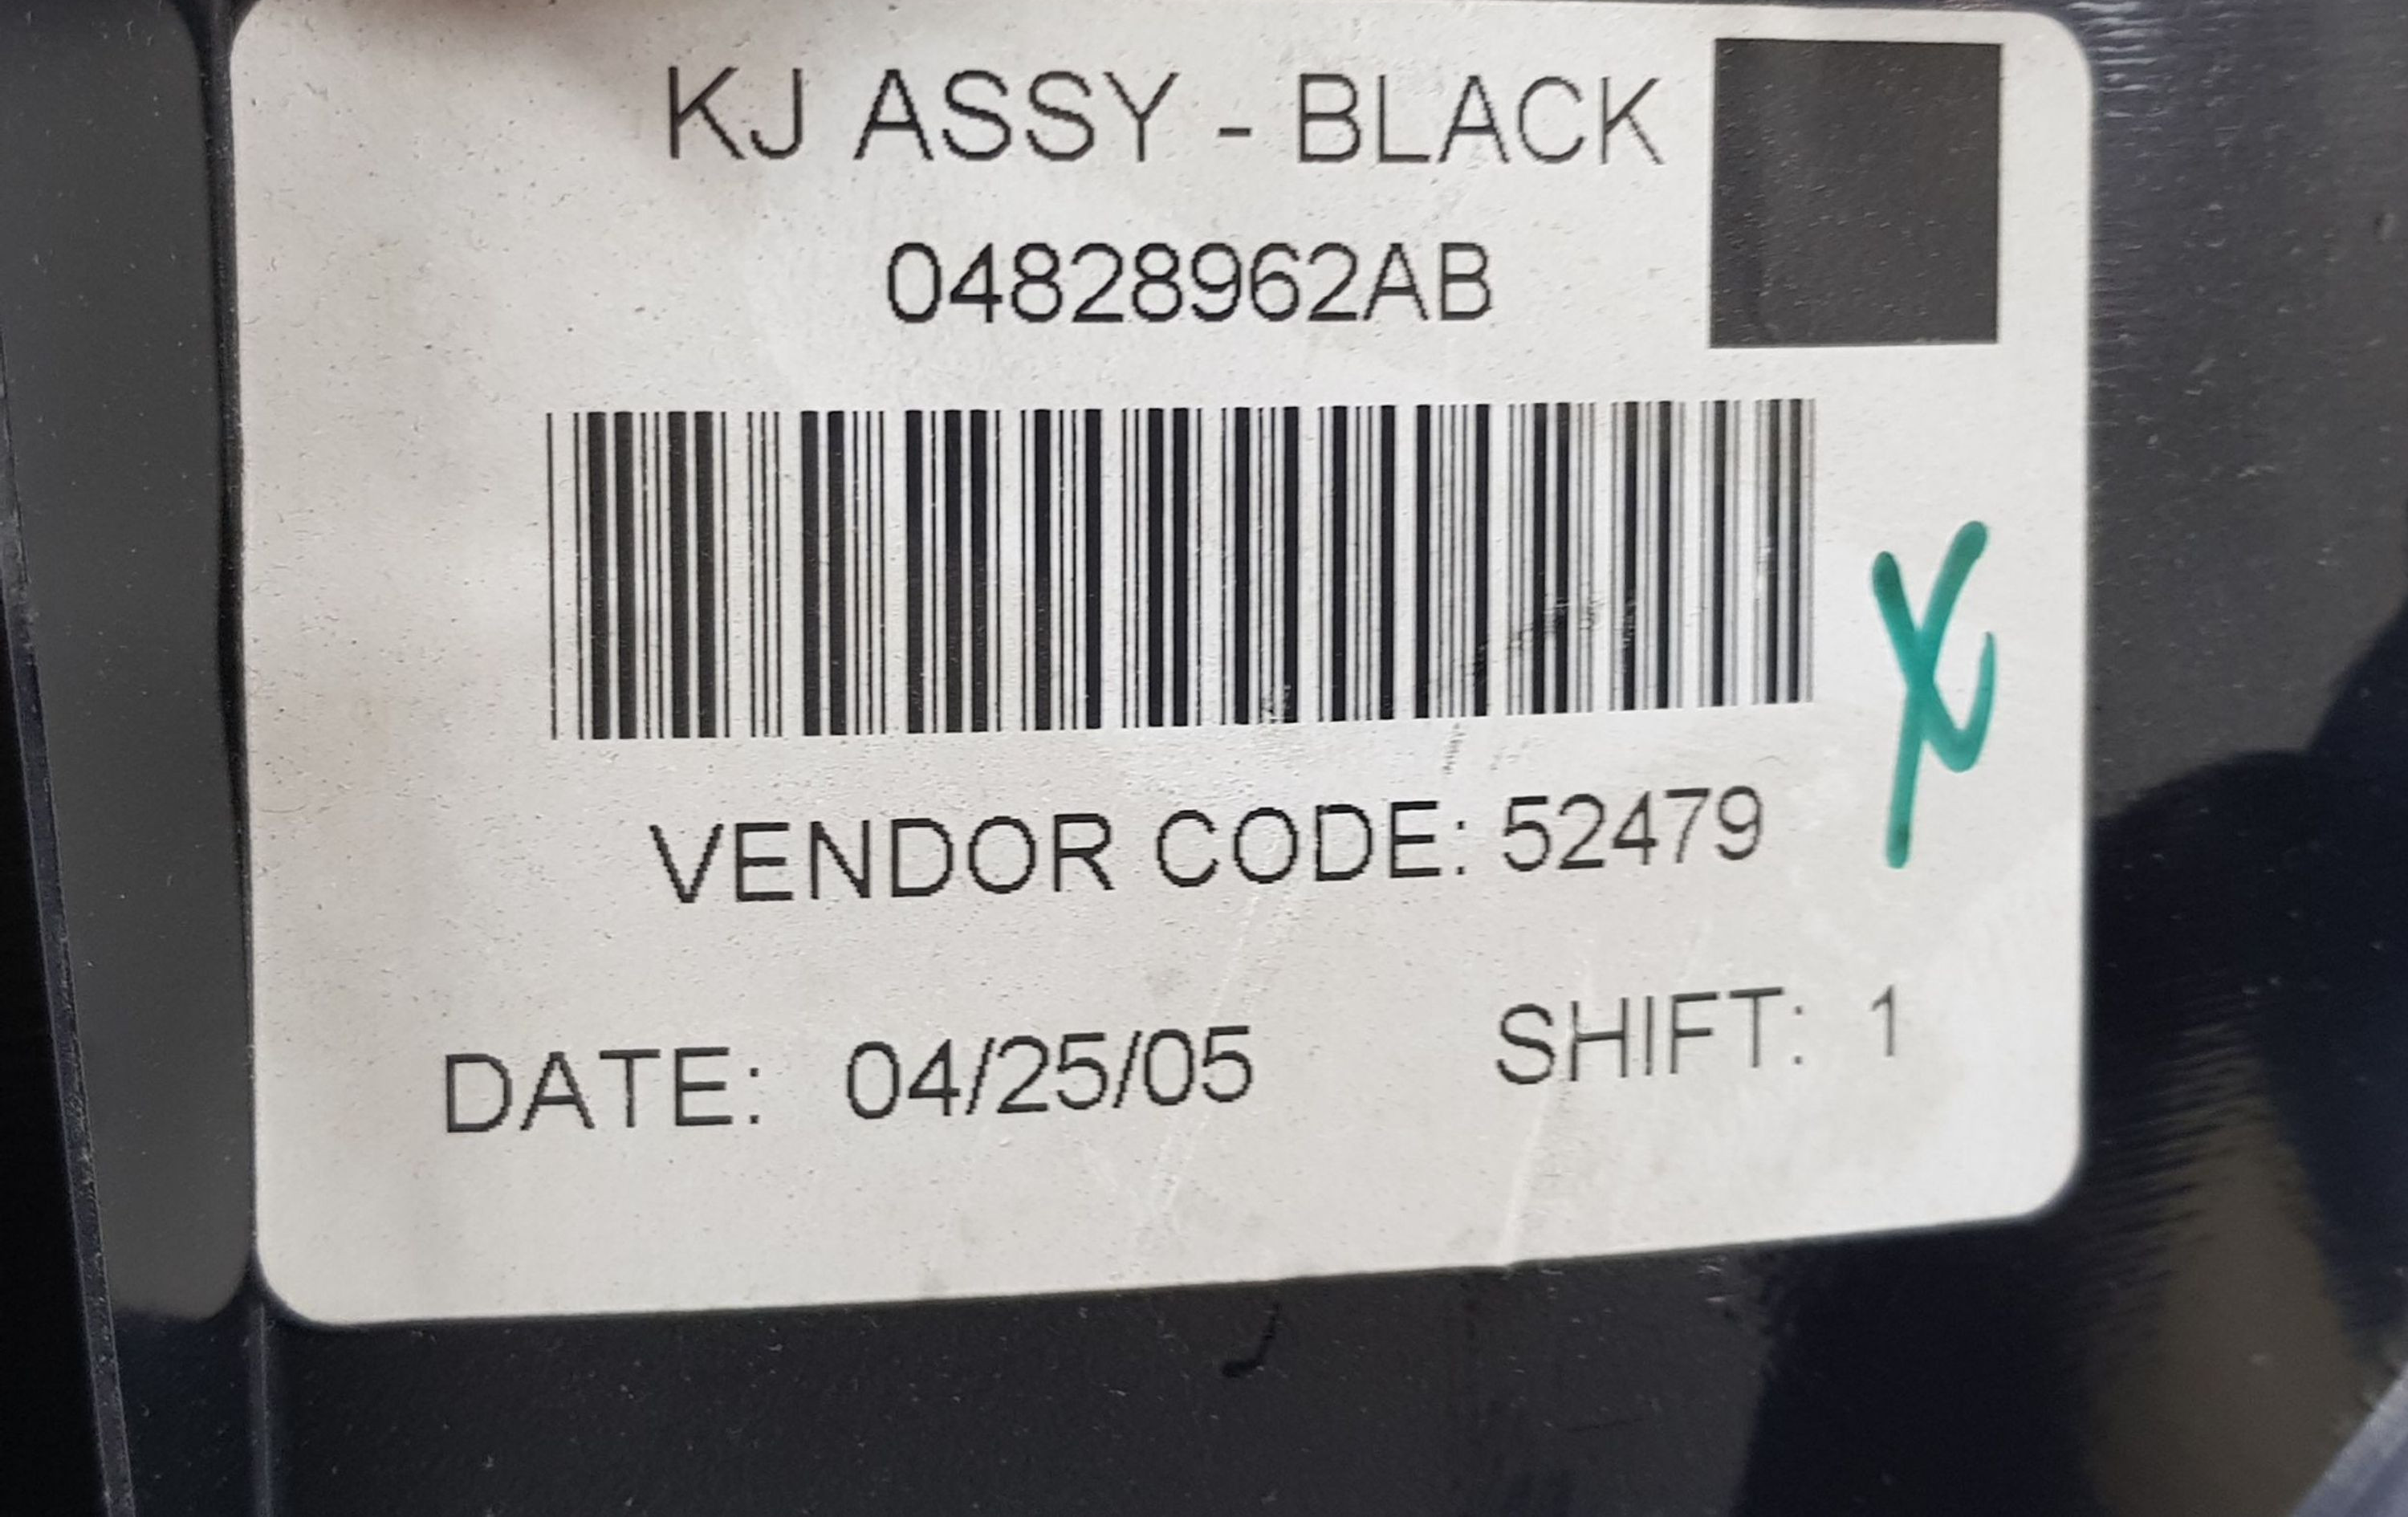 KJ ASSY - BLACK
04828962AB
VENDOR CODE: 52479
DATE: 04/25/05 SHIFT: 1